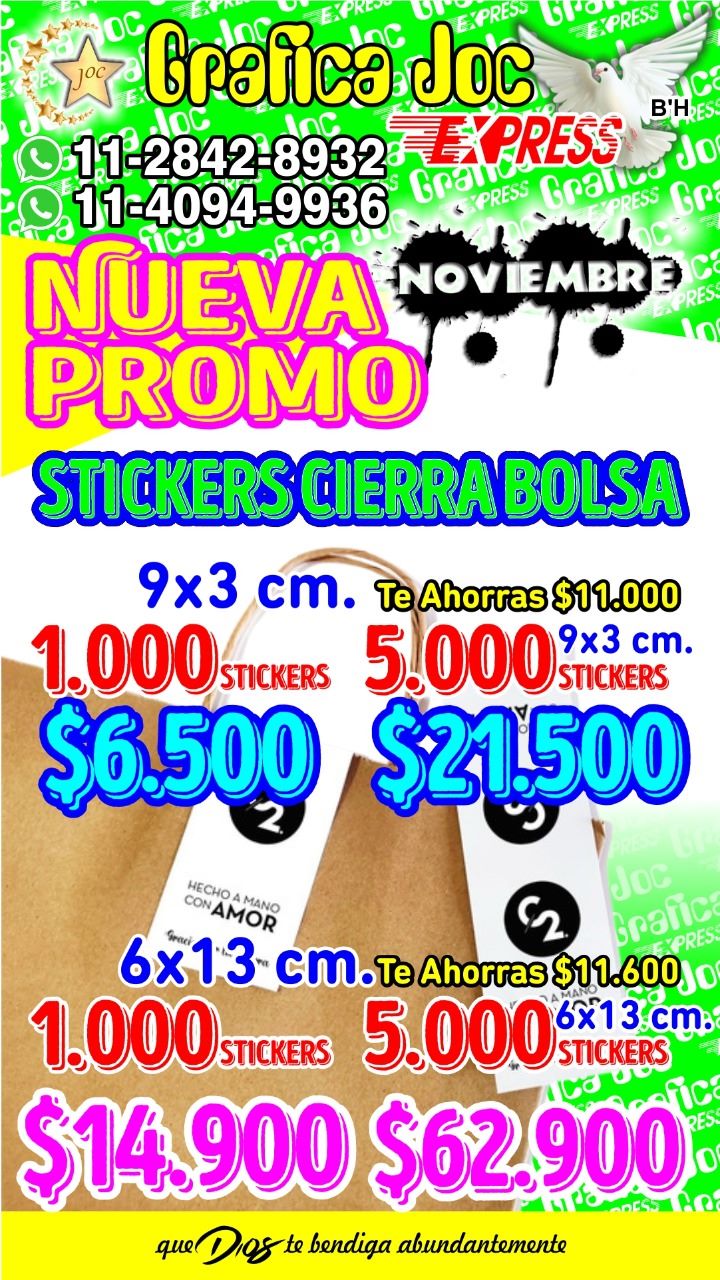 JOC
Grafica Joc
EXPRESS
B'H
11-2842-8932
11-4094-9936
NOVIEMBRE
NUEVA
PROMO
STICKERS CIERRA BOLSA
9x3 cm.
Te Ahorras $11.000
1.000 STICKERS
5.000 STICKERS
9x3 cm.
$6.500
$21.500
HECHO A MANO
CON AMOR
6x13 cm.
Te Ahorras $11.600
HECHO A MANO
1.000 STICKERS
5.000 STICKERS
6x13 cm.
$14.900
$62.900
que Dios te bendiga abundantemente